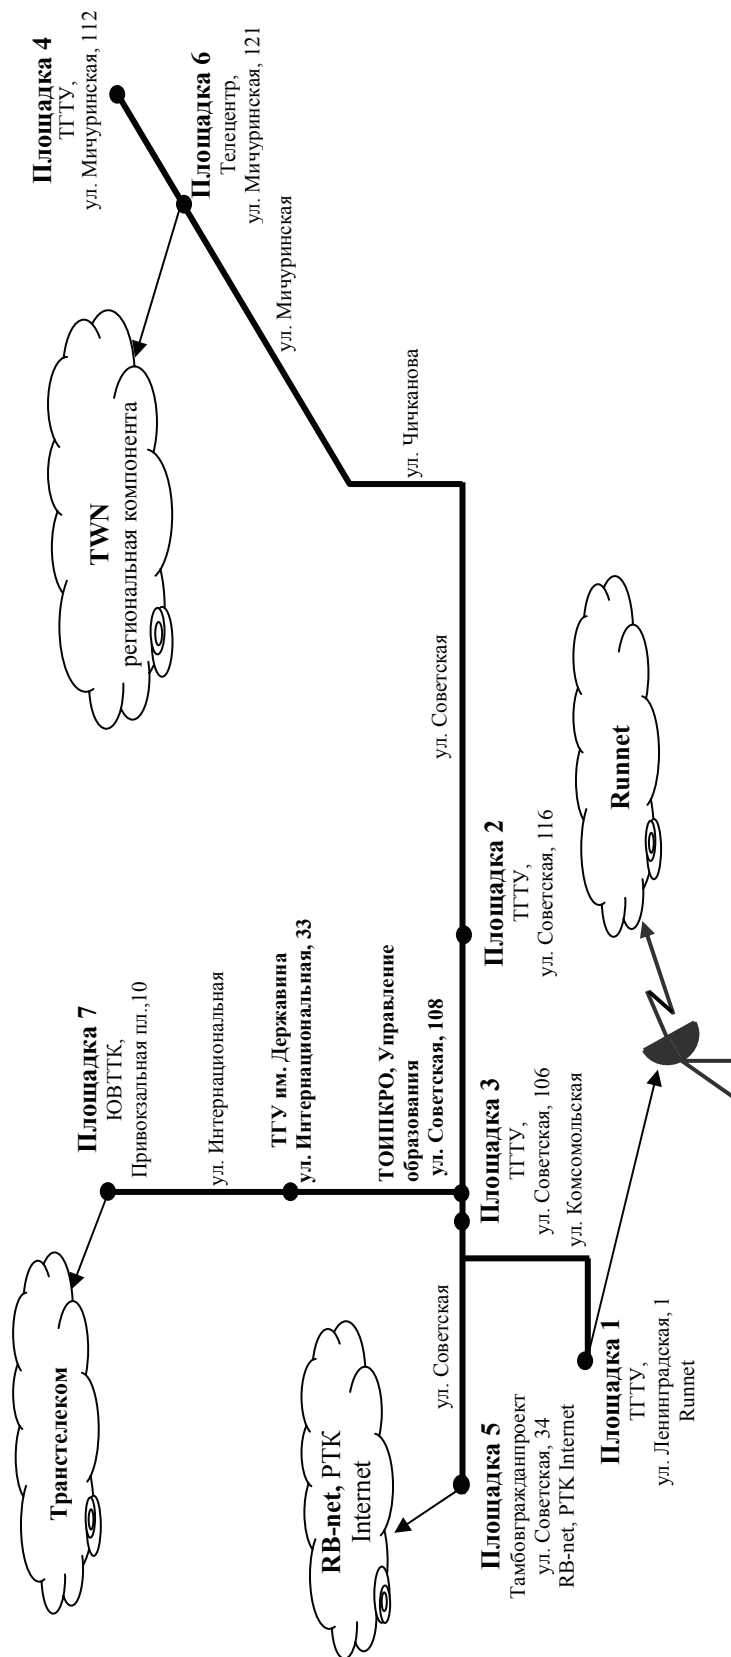 Площадка 4
ТГТУ,
ул. Мичуринская, 112
Площадка 6
Телецентр,
ул. Мичуринская, 121
ул. Мичуринская
TWN
региональная компонента
ул. Чичканова
ул. Советская
Runnet
Площадка 2
ТГТУ,
ул. Советская, 116
Площадка 7
ЮВТТК,
Привокзальная пл.,10
ул. Интернациональная
ТГУ им. Державина
ул. Интернациональная, 33
ТОИПКРО, Управление
образования
ул. Советская, 108
Площадка 3
ТГТУ,
ул. Советская, 106
ул. Комсомольская
Транстелеком
RB-net, РТК
Internet
ул. Советская
Площадка 5
Тамбовгражданпроект
ул. Советская, 34
RB-net, РТК Internet
Площадка 1
ТГТУ,
ул. Ленинградская, 1
Runnet